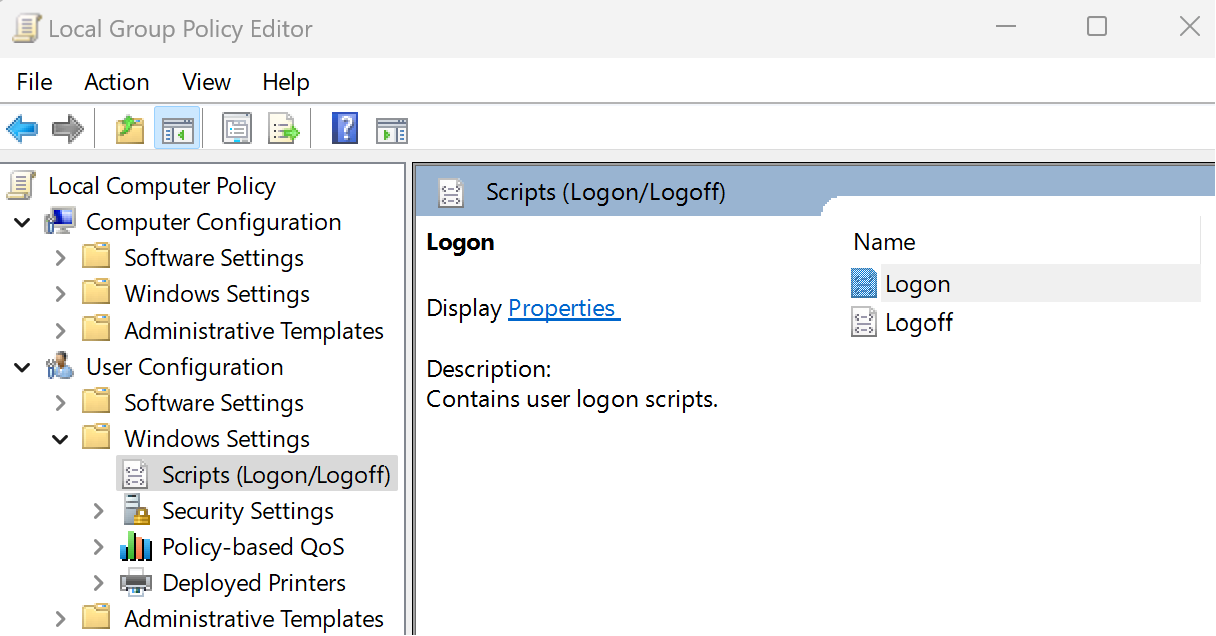 Local Group Policy Editor
File Action View Help
Local Computer Policy
Computer Configuration
Software Settings
Windows Settings
Administrative Templates
User Configuration
Software Settings
Windows Settings
Scripts (Logon/Logoff)
Security Settings
Policy-based QoS
Deployed Printers
Administrative Templates
Scripts (Logon/Logoff)
Logon
Display Properties
Description:
Contains user logon scripts.
Name
Logon
Logoff